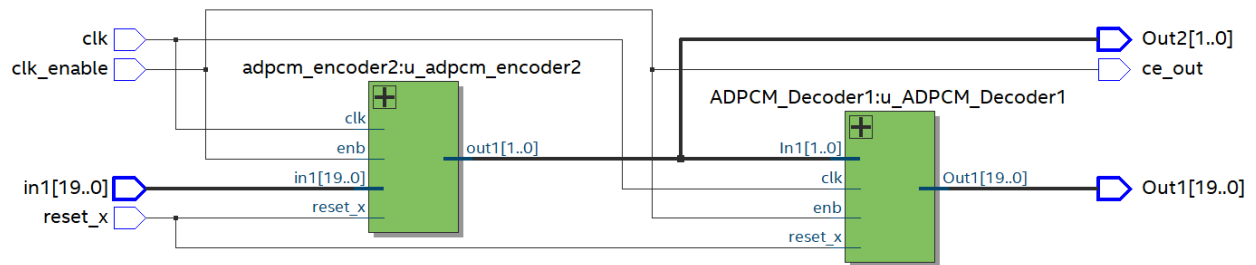 clk
clk_enable
in1[19..0]
reset_x
adpcm_encoder2:u_adpcm_encoder2
clk
enb
in1[19..0]
reset_x
out1[1..0]
ADPCM_Decoder1:u_ADPCM_Decoder1
In1[1..0]
clk
enb
reset_x
Out1[19..0]
Out2[1..0]
ce_out
Out1[19..0]